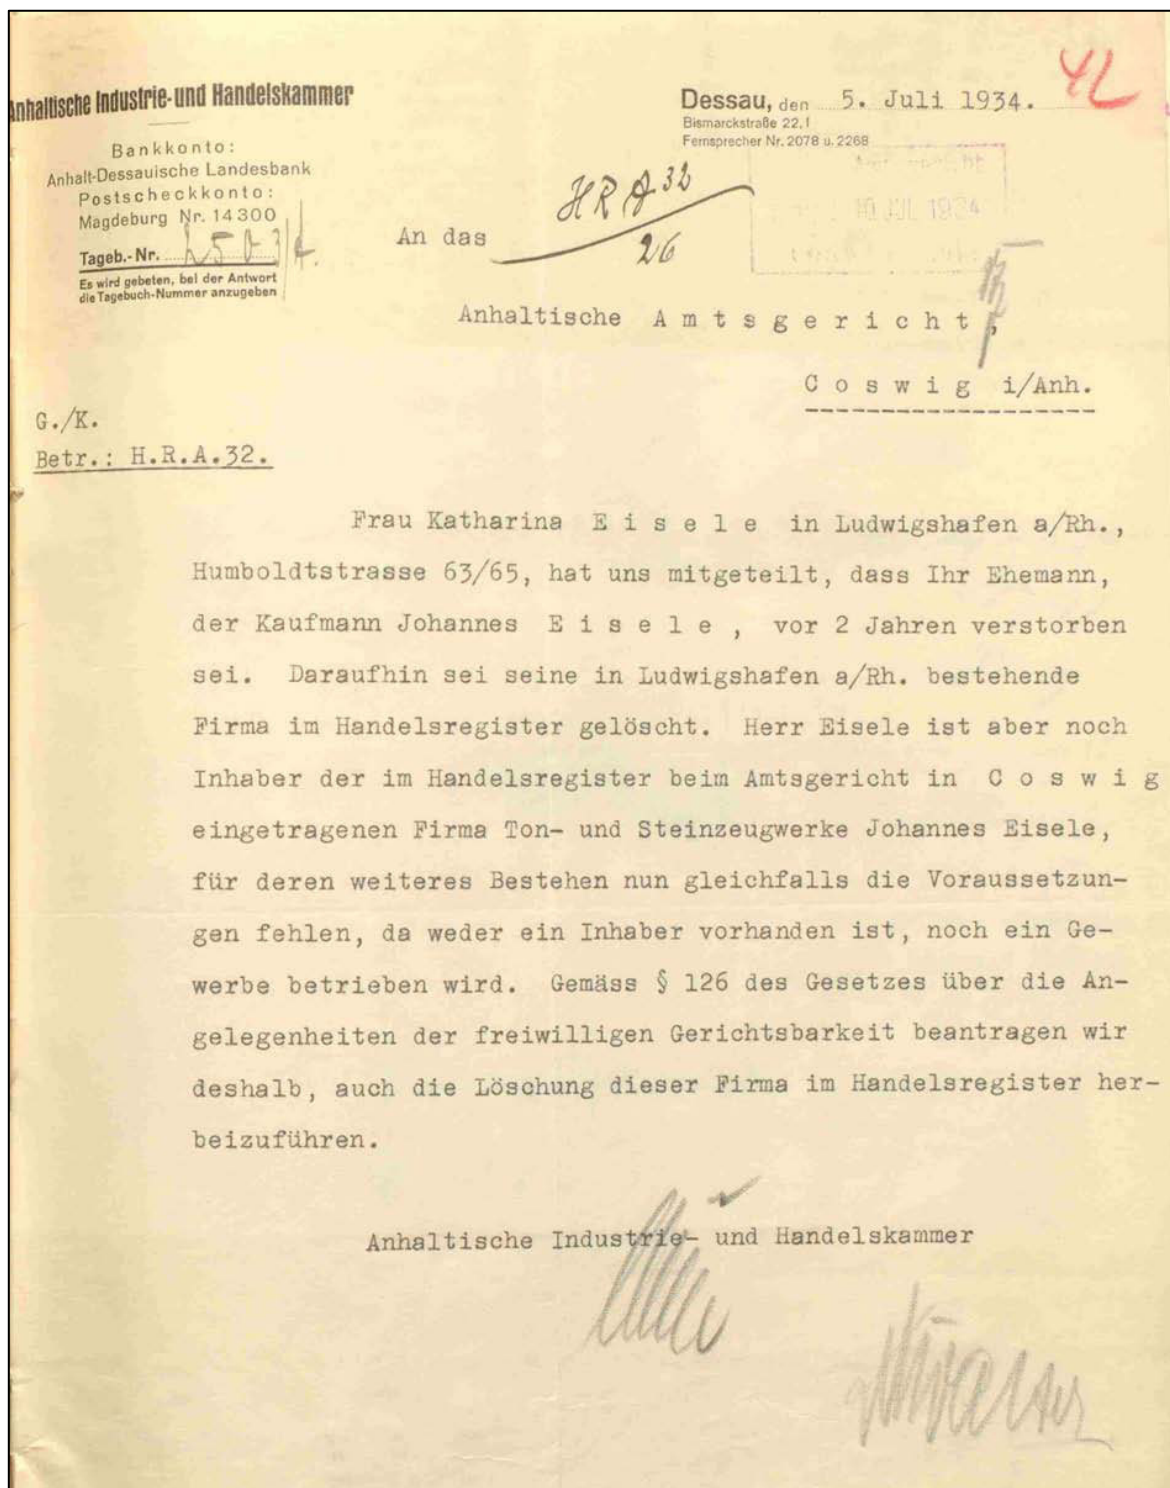 42
Anhaltische Industrie- und Handelskammer
Bankkonto:
Anhalt-Dessauische Landesbank
Postscheckkonto:
Magdeburg Nr. 14300
Tageb.-Nr.
Es wird gebeten, bei der Antwort
die Tagebuch-Nummer anzugeben
Dessau, den 5. Juli 1934.
Bismarckstraße 22, I
Fernsprecher Nr. 2078 u. 2268
10 JUL 1934
HRA 32
26
An das
Anhaltische Amtsgericht,
Coswig i/Anh.
G./K.
Betr.: H.R.A.32.
Frau Katharina Eisele in Ludwigshafen a/Rh.,
Humboldtstrasse 63/65, hat uns mitgeteilt, dass Ihr Ehemann,
der Kaufmann Johannes Eisele, vor 2 Jahren verstorben
sei. Daraufhin sei seine in Ludwigshafen a/Rh. bestehende
Firma im Handelsregister gelöscht. Herr Eisele ist aber noch
Inhaber der im Handelsregister beim Amtsgericht in Coswig
eingetragenen Firma Ton- und Steinzeugwerke Johannes Eisele,
für deren weiteres Bestehen nun gleichfalls die Voraussetzun-
gen fehlen, da weder ein Inhaber vorhanden ist, noch ein Ge-
werbe betrieben wird. Gemäss § 126 des Gesetzes über die An-
gelegenheiten der freiwilligen Gerichtsbarkeit beantragen wir
deshalb, auch die Löschung dieser Firma im Handelsregister her-
beizuführen.
Anhaltische Industrie- und Handelskammer